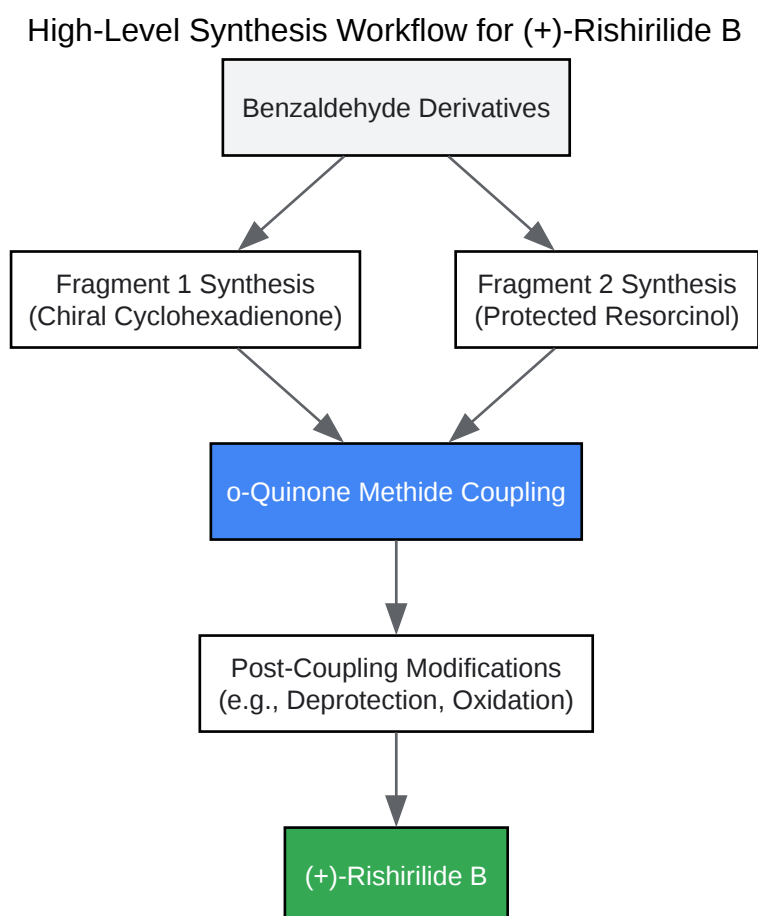 High-Level Synthesis Workflow for (+)-Rishirilide B
Benzaldehyde Derivatives
Fragment 1 Synthesis
(Chiral Cyclohexadienone)
Fragment 2 Synthesis
(Protected Resorcinol)
o-Quinone Methide Coupling
Post-Coupling Modifications
(e.g., Deprotection, Oxidation)
(+)-Rishirilide B